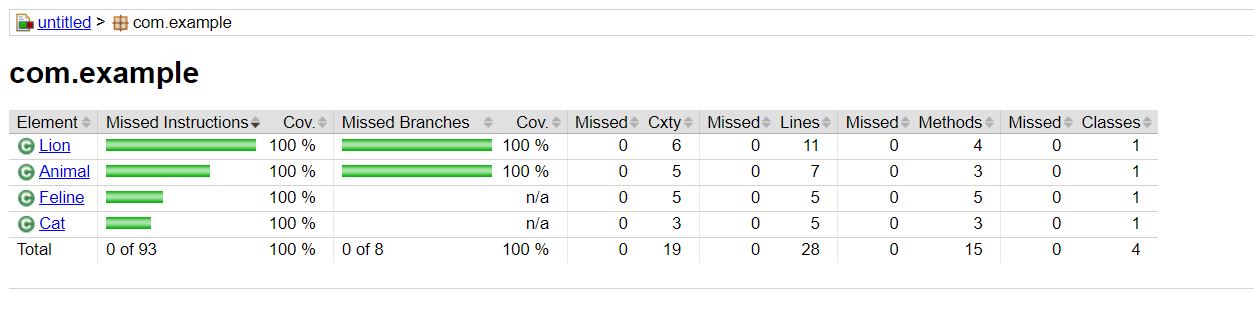 untitled > com.example
com.example
Element Missed Instructions Cov. Missed Branches Cov. Missed Cxty Missed Lines Missed Methods Missed Classes
Lion 100 % 100 % 0 6 0 11 0 4 0 1
Animal 100 % 100 % 0 5 0 7 0 3 0 1
Feline 100 % n/a 0 5 0 5 0 5 0 1
Cat 100 % n/a 0 3 0 5 0 3 0 1
Total 0 of 93 100 % 0 of 8 100 % 0 19 0 28 0 15 0 4